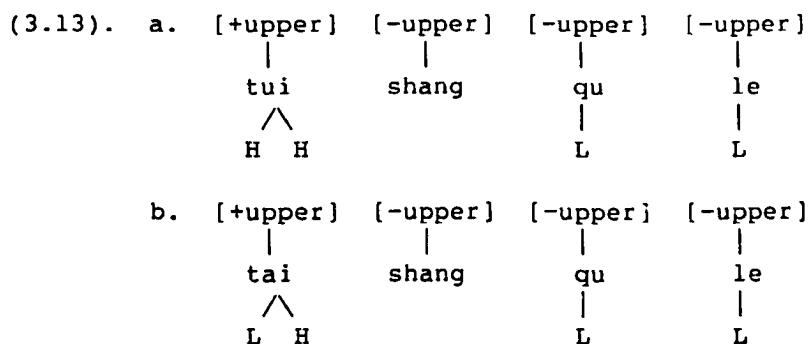 (3.13). a. [+upper] [-upper] [-upper] [-upper]
| | | |
tui shang qu le
/\ | |
H H L L
b. [+upper] [-upper] [-upper] [-upper]
| | | |
tai shang qu le
/\ | |
L H L L